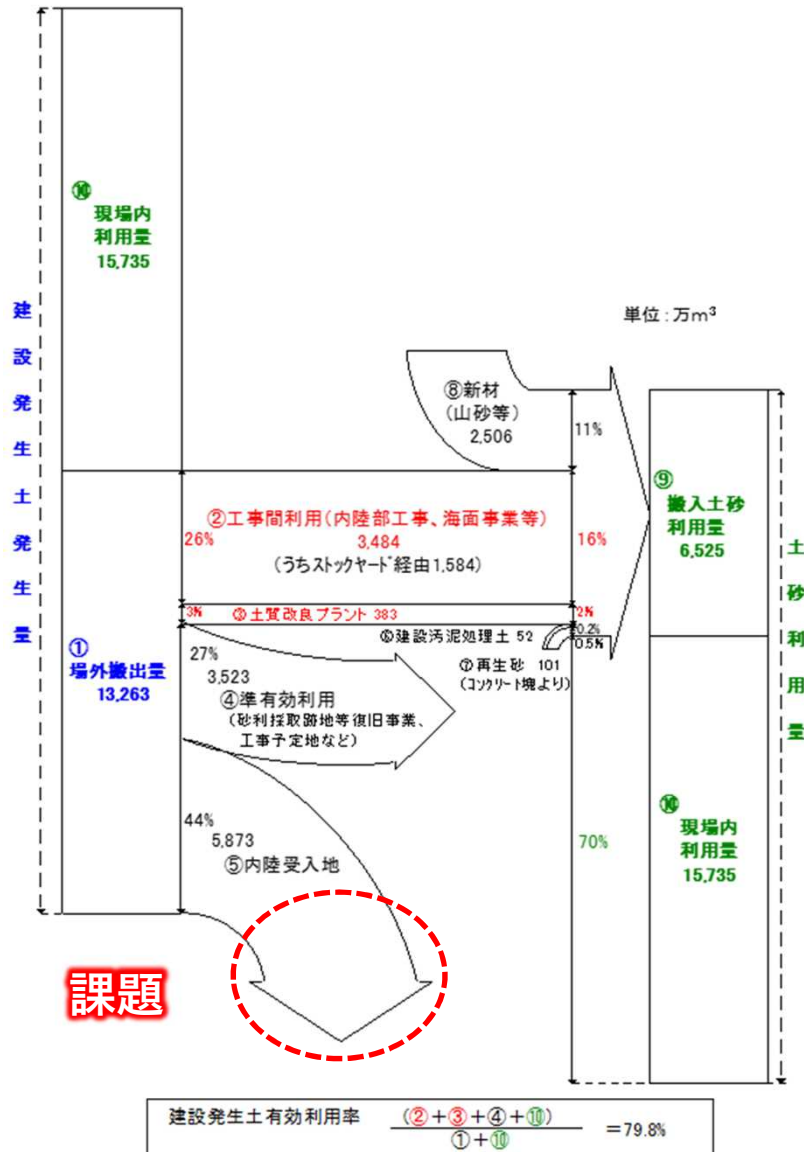 建設発生土発生量
⑩
現場内
利用量
15,735
単位：万m³
⑧新材
(山砂等)
2,506
11%
②工事間利用(内陸部工事、海面事業等)
26%
3,484
16%
(うちストックヤード経由1,584)
⑨
搬入土砂
利用量
6,525
土砂利用量
3%
③土質改良プラント 383
2%
⑥建設汚泥処理土 52
0.2%
0.5%
①
場外搬出量
13,263
27%
3,523
④準有効利用
(砂利採取跡地等復旧事業、
工事予定地など)
⑦再生砂 101
(コンクリート塊より)
44%
5,873
⑤内陸受入地
70%
⑩
現場内
利用量
15,735
課題
建設発生土有効利用率
(②+③+④+⑩)
①+⑩
=79.8%